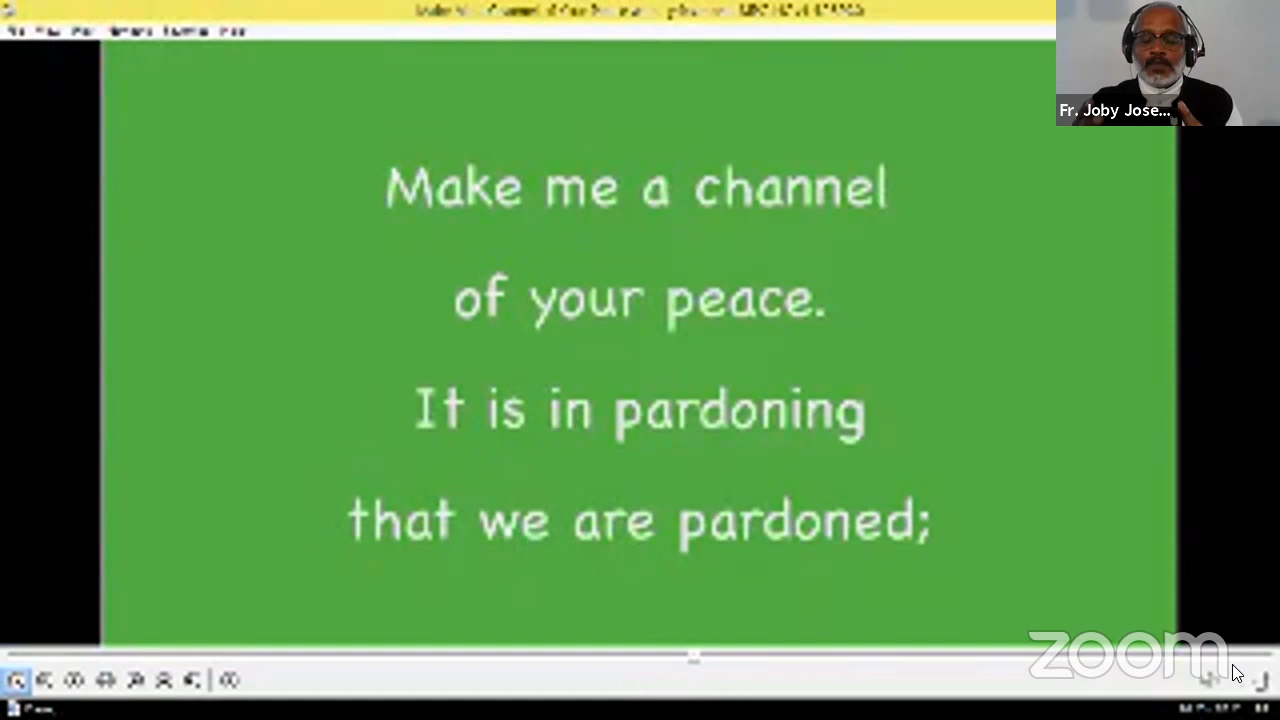 Fr. Joby Jose...
Make me a channel
of your peace.
It is in pardoning
that we are pardoned;
zoom